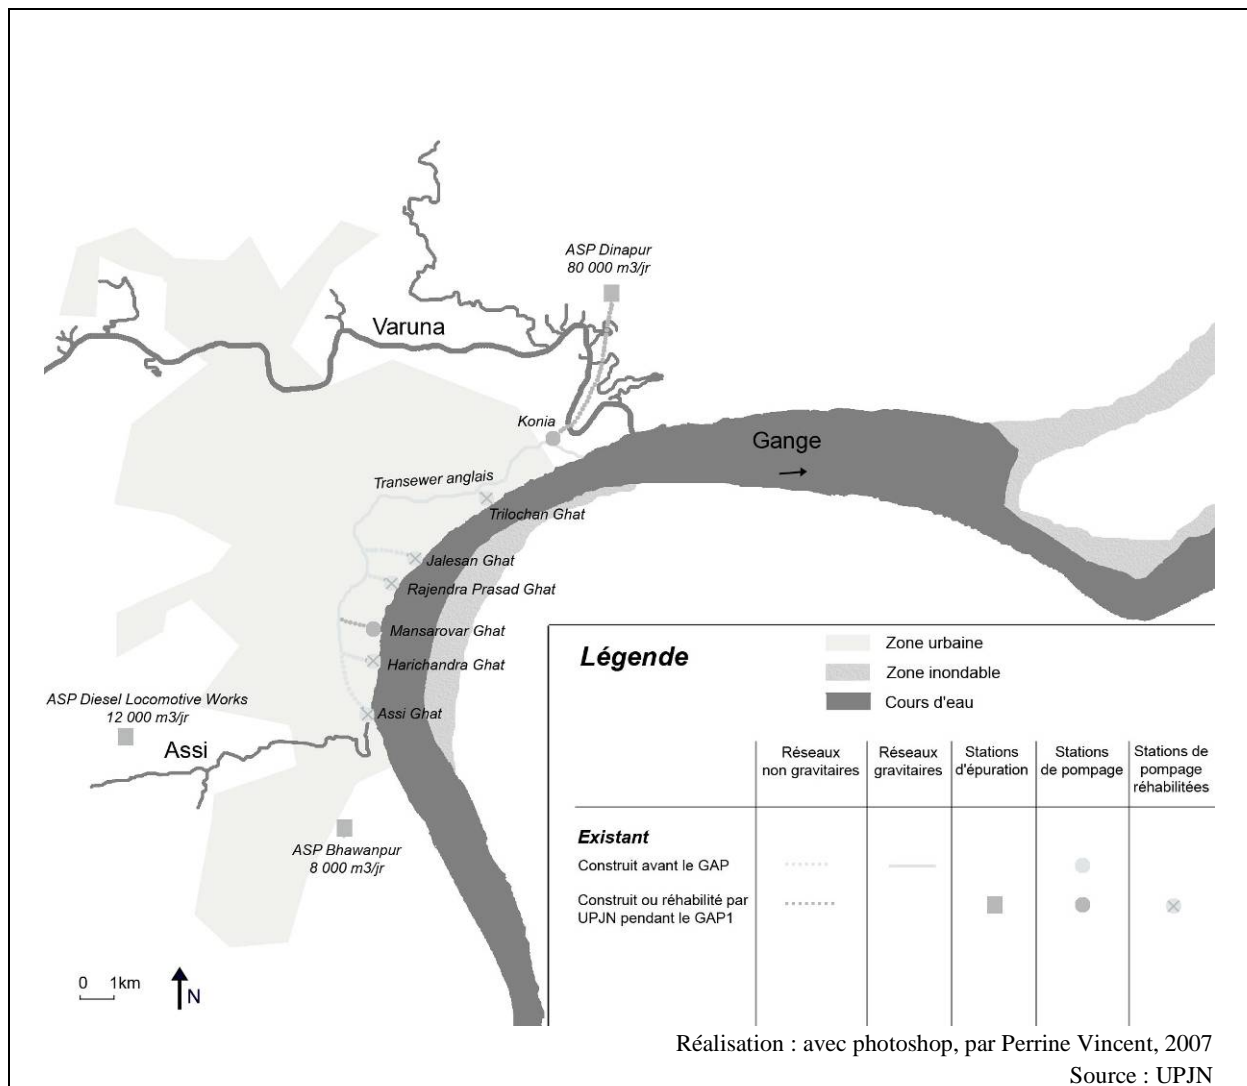 ASP Dinapur
80 000 m3/jr
Varuna
Konia
Gange
Transewer anglais
Trilochan Ghat
Jalesan Ghat
Rajendra Prasad Ghat
Mansarovar Ghat
Harichandra Ghat
ASP Diesel Locomotive Works
12 000 m3/jr
Assi Ghat
Assi
ASP Bhawanpur
8 000 m3/jr
0 1km
N
Légende
Zone urbaine
Zone inondable
Cours d'eau
Réseaux
non gravitaires
Réseaux
gravitaires
Stations
d'épuration
Stations
de pompage
Stations de
pompage
réhabilitées
Existant
Construit avant le GAP
Construit ou réhabilité par
UPJN pendant le GAP1
Réalisation : avec photoshop, par Perrine Vincent, 2007
Source : UPJN